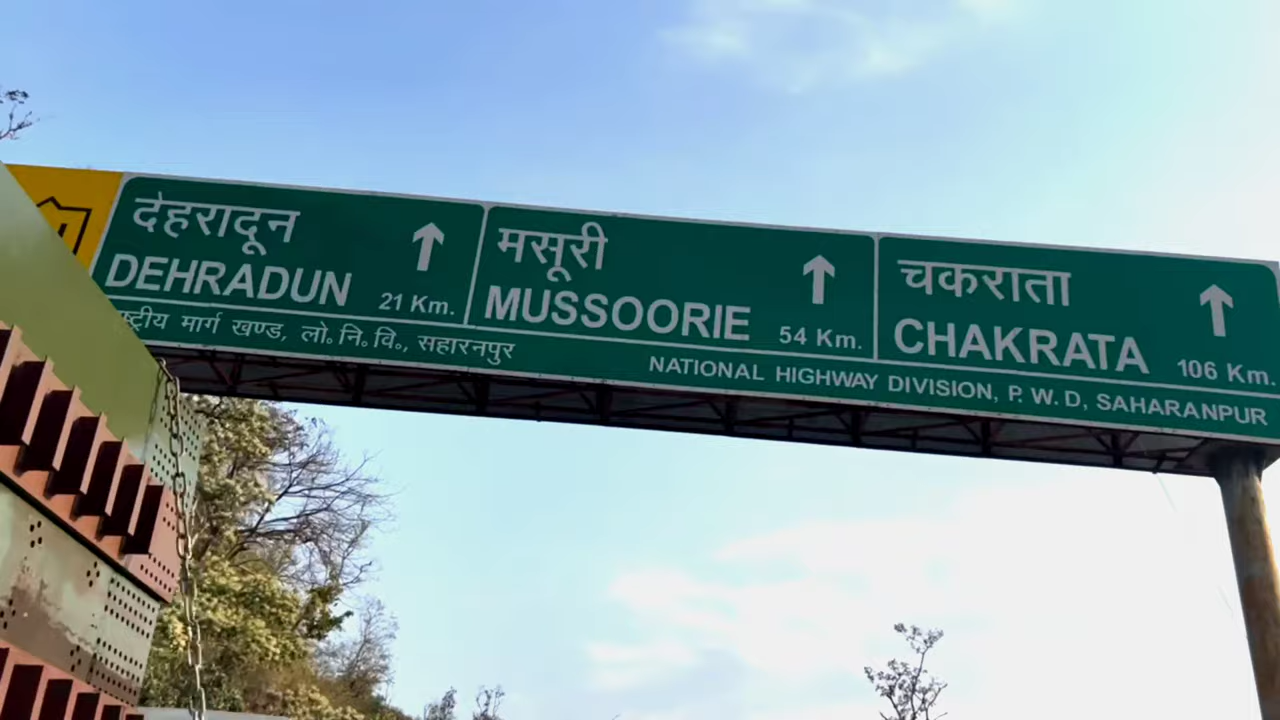 देहरादून
DEHRADUN 21 Km.
मसूरी
MUSSOORIE 54 Km.
चकराता
CHAKRATA 106 Km.
मार्ग खण्ड, लो॰ नि॰ वि॰, सहारनपुर
NATIONAL HIGHWAY DIVISION, P. W. D, SAHARANPUR